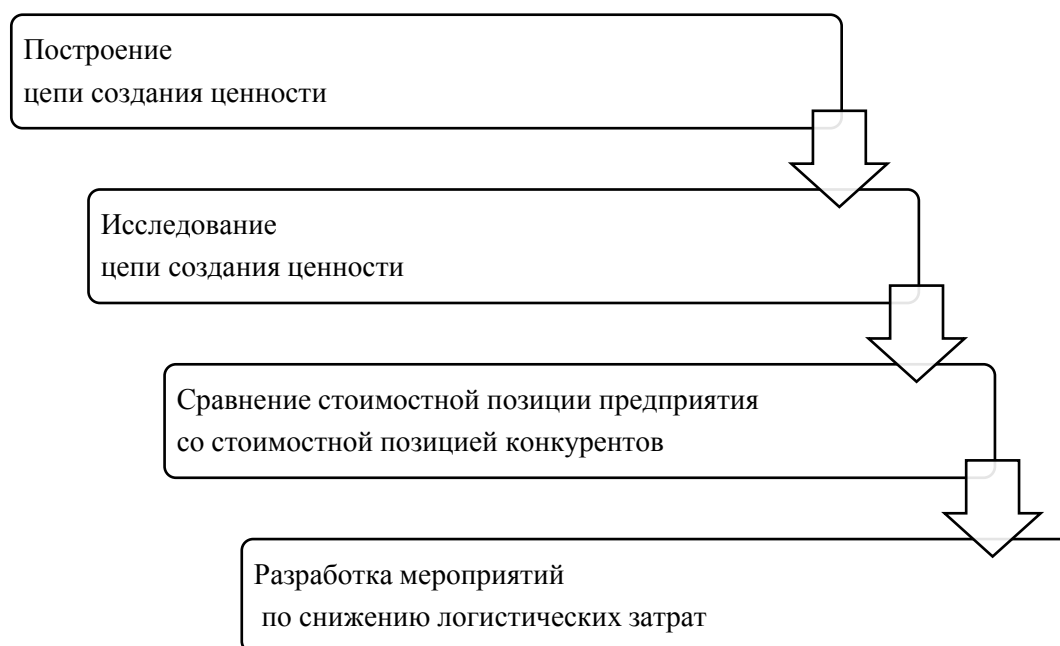 Построение
цепи создания ценности
Исследование
цепи создания ценности
Сравнение стоимостной позиции предприятия
со стоимостной позицией конкурентов
Разработка мероприятий
по снижению логистических затрат